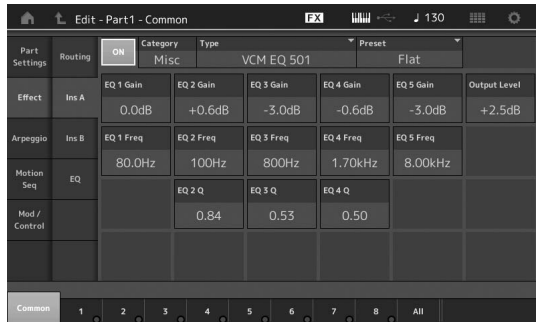 Edit - Part1 - Common FX ♩ 130
Part Settings
Effect
Arpeggio
Motion Seq
Mod / Control
Routing
Ins A
Ins B
EQ
ON Category Misc Type VCM EQ 501 Preset Flat
EQ 1 Gain EQ 2 Gain EQ 3 Gain EQ 4 Gain EQ 5 Gain Output Level
0.0dB +0.6dB -3.0dB -0.6dB -3.0dB +2.5dB
EQ 1 Freq EQ 2 Freq EQ 3 Freq EQ 4 Freq EQ 5 Freq
80.0Hz 100Hz 800Hz 1.70kHz 8.00kHz
EQ 2 Q EQ 3 Q EQ 4 Q
0.84 0.53 0.50
Common 1 2 3 4 5 6 7 8 All